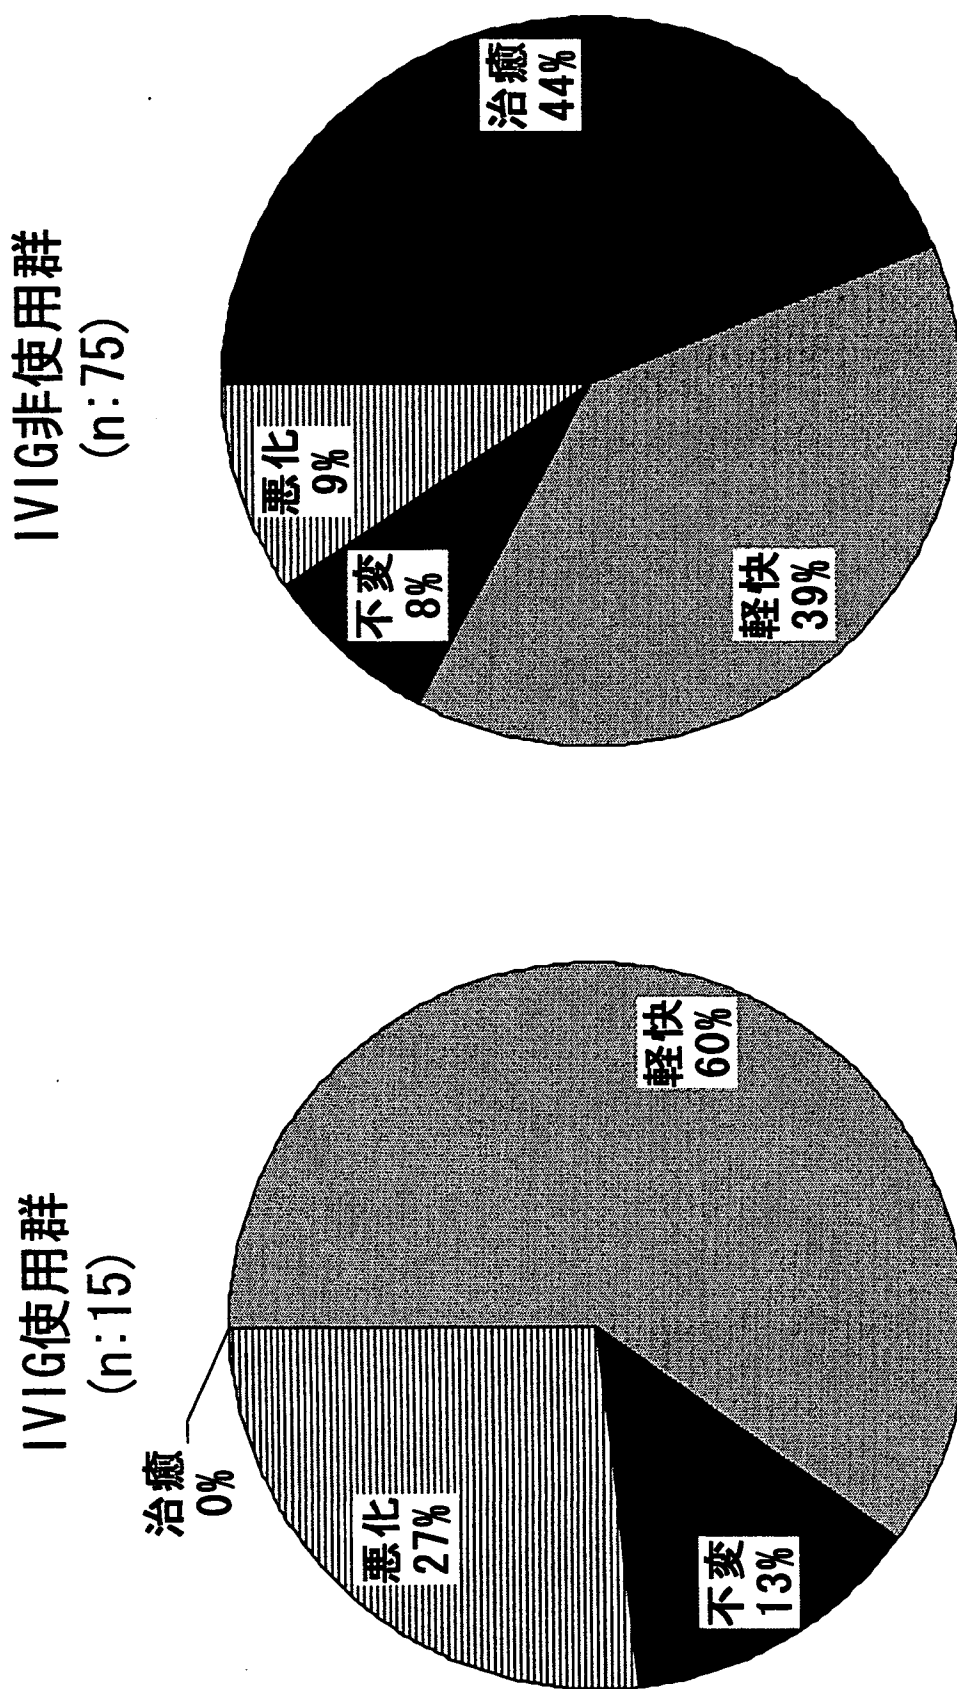 IVIG使用群
(n:15)
治癒
0%
悪化
27%
不変
13%
軽快
60%
IVIG非使用群
(n:75)
悪化
9%
不変
8%
治癒
44%
軽快
39%